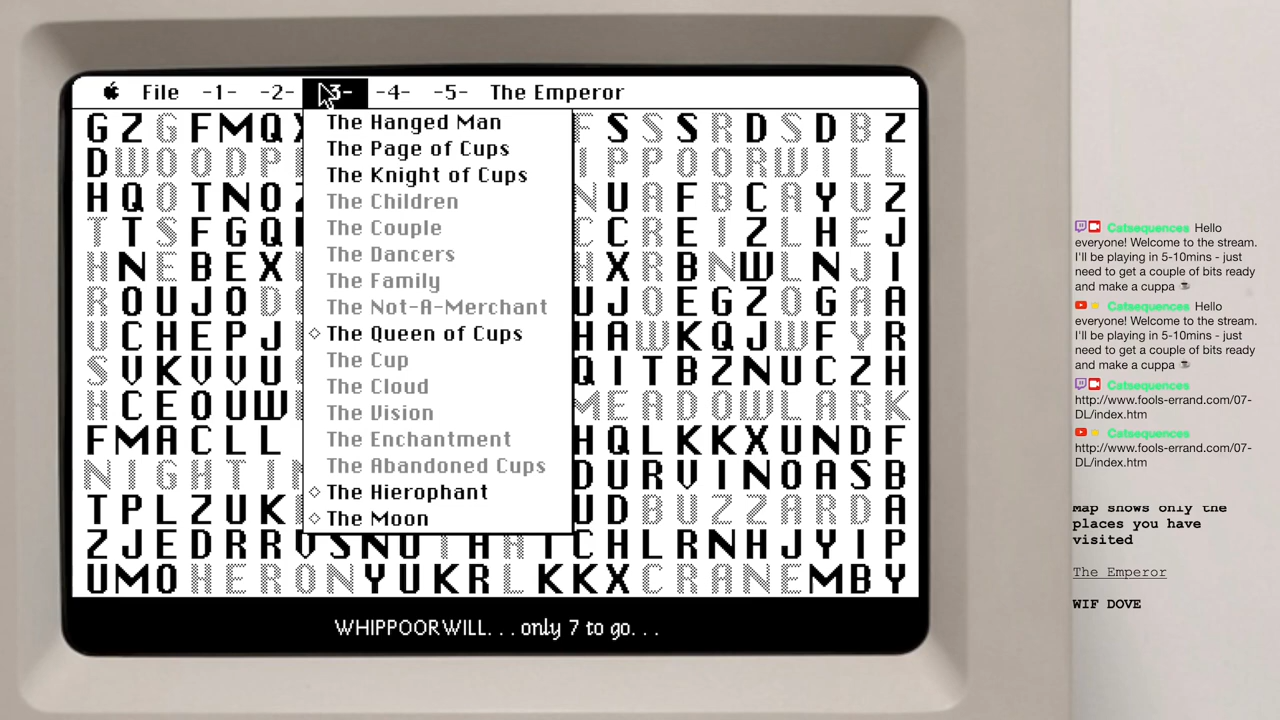 File -1- -2- -3- -4- -5- The Emperor
G Z G F M Q X F S S S R D S D B Z
D W O O D P I P P O O R W I L L
H Q O T N O Z N U A F B C A Y U Z
T T S F G Q C C R E I Z L H E J
H N E B E X H X R B N W L N J I
R O U J O D U J O E G Z O G A A
U C H E P J H A W K Q J W F Y R
S V K V V U Q I T B Z N U C Z H
H C E O U W M E A D O W L A R K
F M A C L L H Q L K K X U N D F
N I G H T I N D U R V I N O A S B
T P L Z U K U D B U Z Z A R D A
Z J E D R R V S N U C H L R N H J Y I P
U M O H E R O N Y U K R L K K X C R A N E M B Y
The Hanged Man
The Page of Cups
The Knight of Cups
The Children
The Couple
The Dancers
The Family
The Not-A-Merchant
◇ The Queen of Cups
The Cup
The Cloud
The Vision
The Enchantment
The Abandoned Cups
◇ The Hierophant
◇ The Moon
WHIPPOORWILL. . . only 7 to go. . .
Catsequences Hello
everyone! Welcome to the stream.
I'll be playing in 5-10mins - just
need to get a couple of bits ready
and make a cuppa ☕
Catsequences Hello
everyone! Welcome to the stream.
I'll be playing in 5-10mins - just
need to get a couple of bits ready
and make a cuppa ☕
Catsequences
http://www.fools-errand.com/07-
DL/index.htm
Catsequences
http://www.fools-errand.com/07-
DL/index.htm
Map shows only the
places you have
visited
The Emperor
WIF DOVE